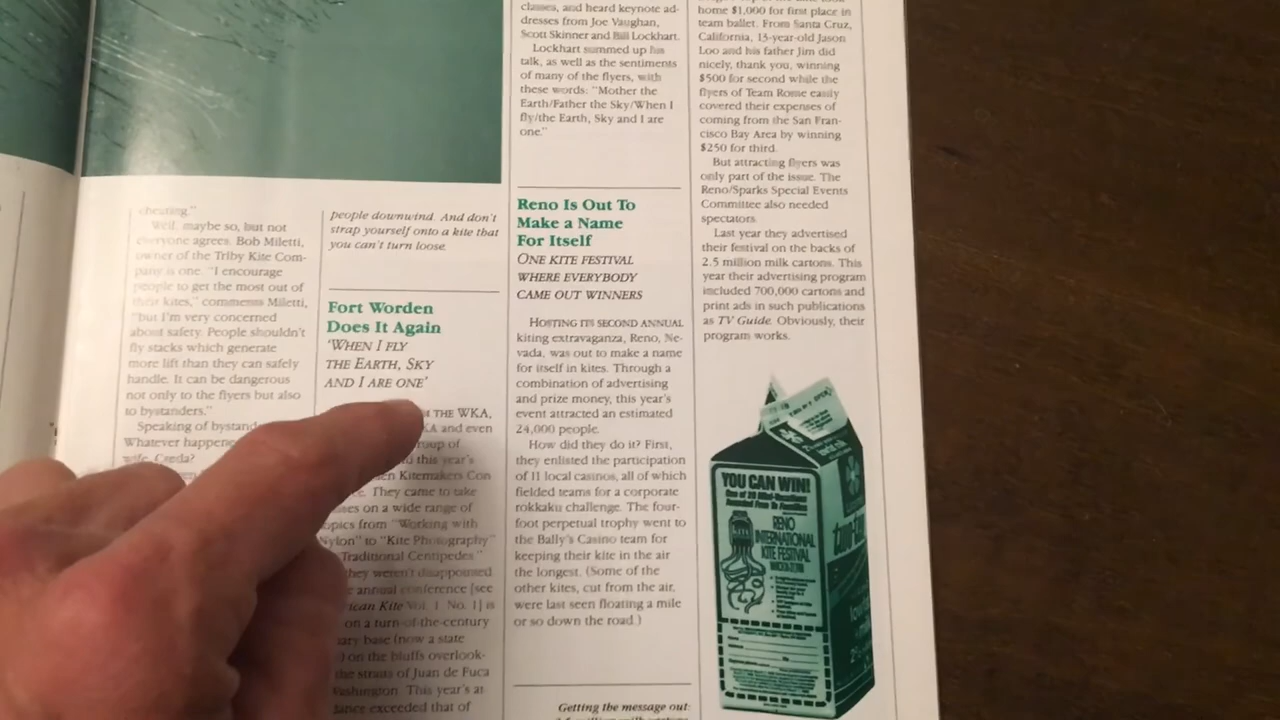 cheating."
Well, maybe so, but not
everyone agrees. Bob Miletti,
owner of the Triby Kite Com-
pany is one. "I encourage
people to get the most out of
their kites," comments Miletti,
"but I'm very concerned
about safety. People shouldn't
fly stacks which generate
more lift than they can safely
handle. It can be dangerous
not only to the flyers but also
to bystanders."
Speaking of
Whatever
wife, Creda?
people downwind. And don't
strap yourself onto a kite that
you can't turn loose.
Fort Worden
Does It Again
'WHEN I FLY
THE EARTH, SKY
AND I ARE ONE'
THE WKA,
and even
of
this year's
Kitemakers Con
They came to take
on a wide range of
from "Working with
to "Kite Photography"
Traditional Centipedes."
they weren't disappointed
annual conference [see
Kite Vol. 1 No. 1] is
on a turn-of-the-century
base (now a state
on the bluffs overlook-
the straits of Juan de Fuca
Washington. This year's at
exceeded that of
classes, and heard keynote ad-
dresses from Joe Vaughan,
Scott Skinner and Bill Lockhart.
Lockhart summed up his
talk, as well as the sentiments
of many of the flyers, with
these words: "Mother the
Earth/Father the Sky/When I
fly/the Earth, Sky and I are
one."
Reno Is Out To
Make a Name
For Itself
ONE KITE FESTIVAL
WHERE EVERYBODY
CAME OUT WINNERS
HOSTING ITS SECOND ANNUAL
kiting extravaganza, Reno, Ne-
vada, was out to make a name
for itself in kites. Through a
combination of advertising
and prize money, this year's
event attracted an estimated
24,000 people.
How did they do it? First,
they enlisted the participation
of 11 local casinos, all of which
fielded teams for a corporate
rokkaku challenge. The four-
foot perpetual trophy went to
the Bally's Casino team for
keeping their kite in the air
the longest. (Some of the
other kites, cut from the air,
were last seen floating a mile
or so down the road.)
Getting the message out:
home $1,000 for first place in
team ballet. From Santa Cruz,
California, 13-year-old Jason
Loo and his father Jim did
nicely, thank you, winning
$500 for second while the
flyers of Team Rome easily
covered their expenses of
coming from the San Fran-
cisco Bay Area by winning
$250 for third.
But attracting flyers was
only part of the issue. The
Reno/Sparks Special Events
Committee also needed
spectators.
Last year they advertised
their festival on the backs of
2.5 million milk cartons. This
year their advertising program
included 700,000 cartons and
print ads in such publications
as TV Guide. Obviously, their
program works.
YOU CAN WIN!
RENO
INTERNATIONAL
KITE FESTIVAL